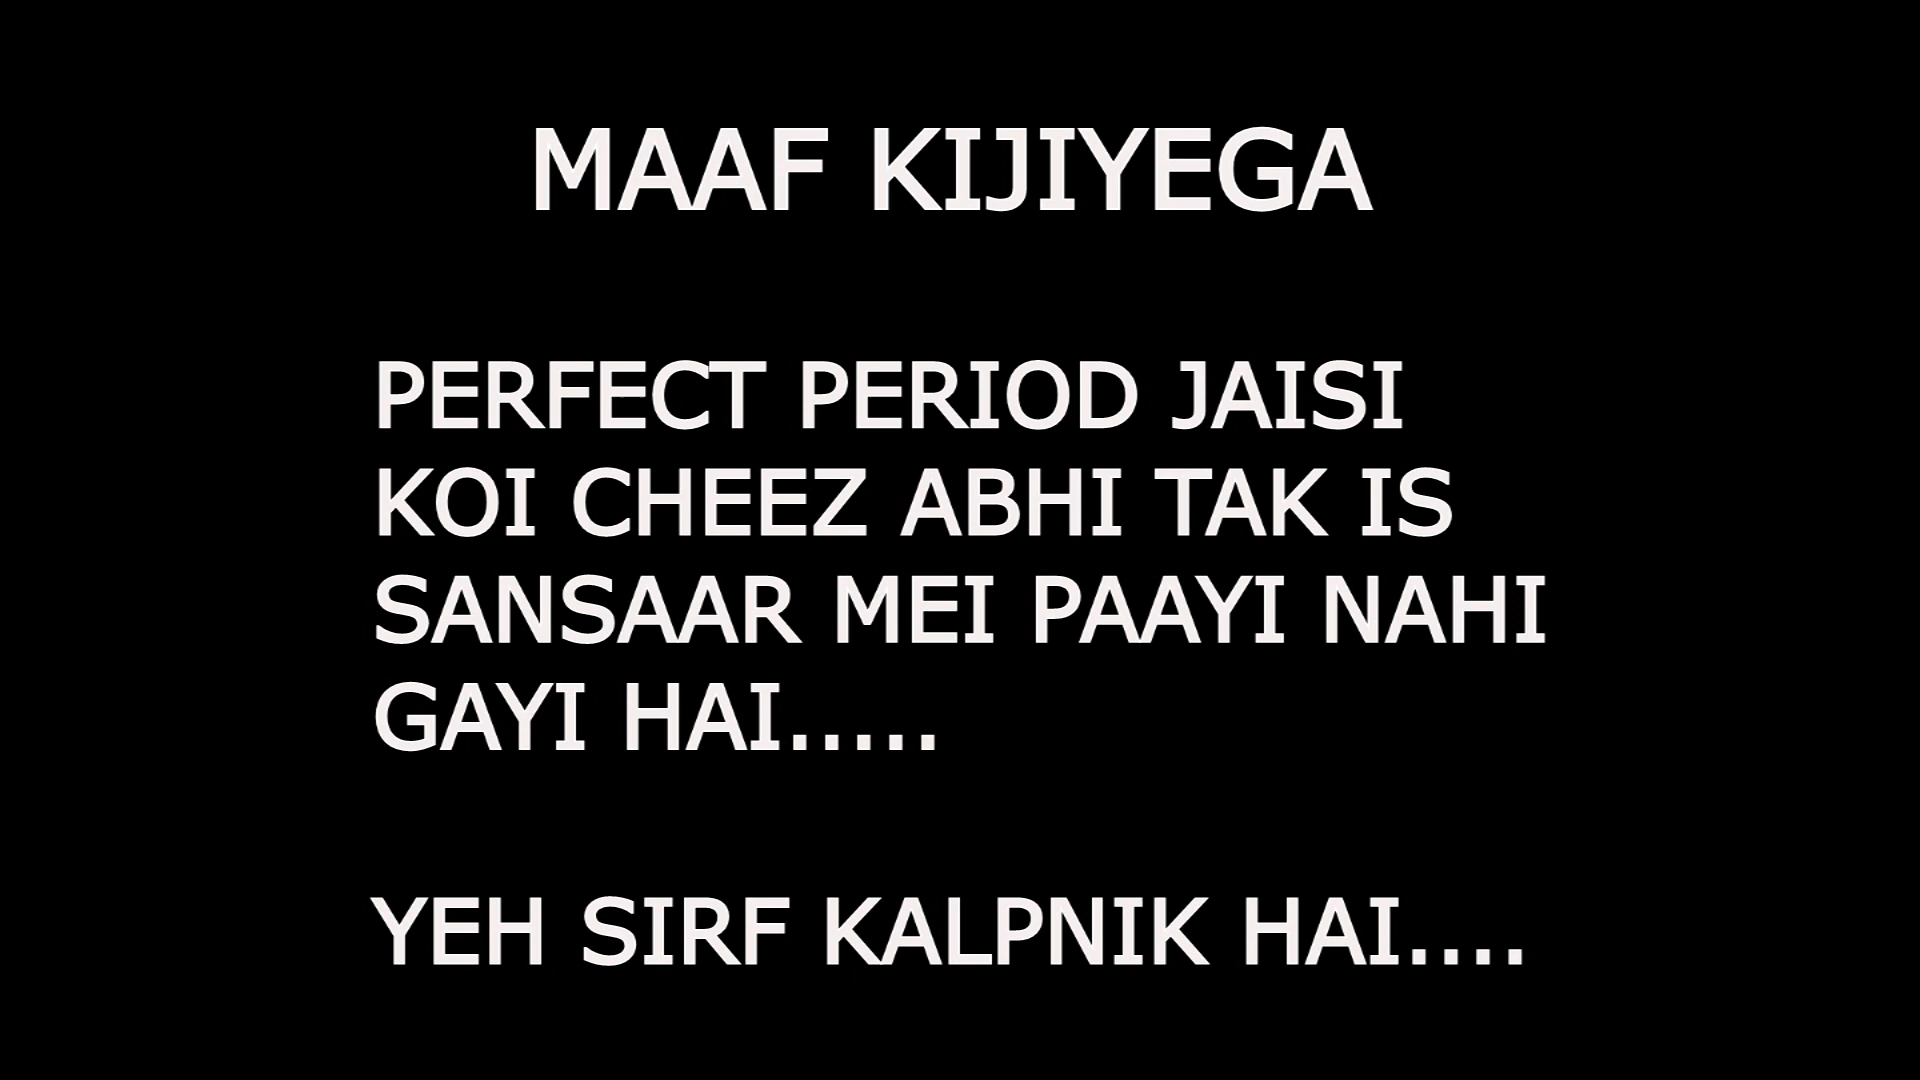 MAAF KIJIYEGA
PERFECT PERIOD JAISI
KOI CHEEZ ABHI TAK IS
SANSAAR MEI PAAYI NAHI
GAYI HAI.....
YEH SIRF KALPNIK HAI....